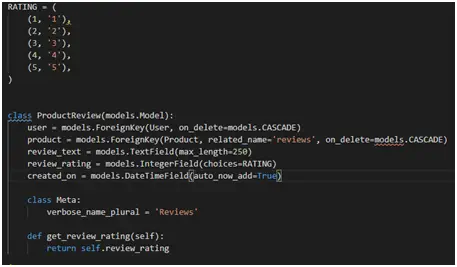 RATING = (
    (1, '1'),
    (2, '2'),
    (3, '3'),
    (4, '4'),
    (5, '5'),
)
class ProductReview(models.Model):
    user = models.ForeignKey(User, on_delete=models.CASCADE)
    product = models.ForeignKey(Product, related_name='reviews', on_delete=models.CASCADE)
    review_text = models.TextField(max_length=250)
    review_rating = models.IntegerField(choices=RATING)
    created_on = models.DateTimeField(auto_now_add=True)
    class Meta:
        verbose_name_plural = 'Reviews'
    def get_review_rating(self):
        return self.review_rating